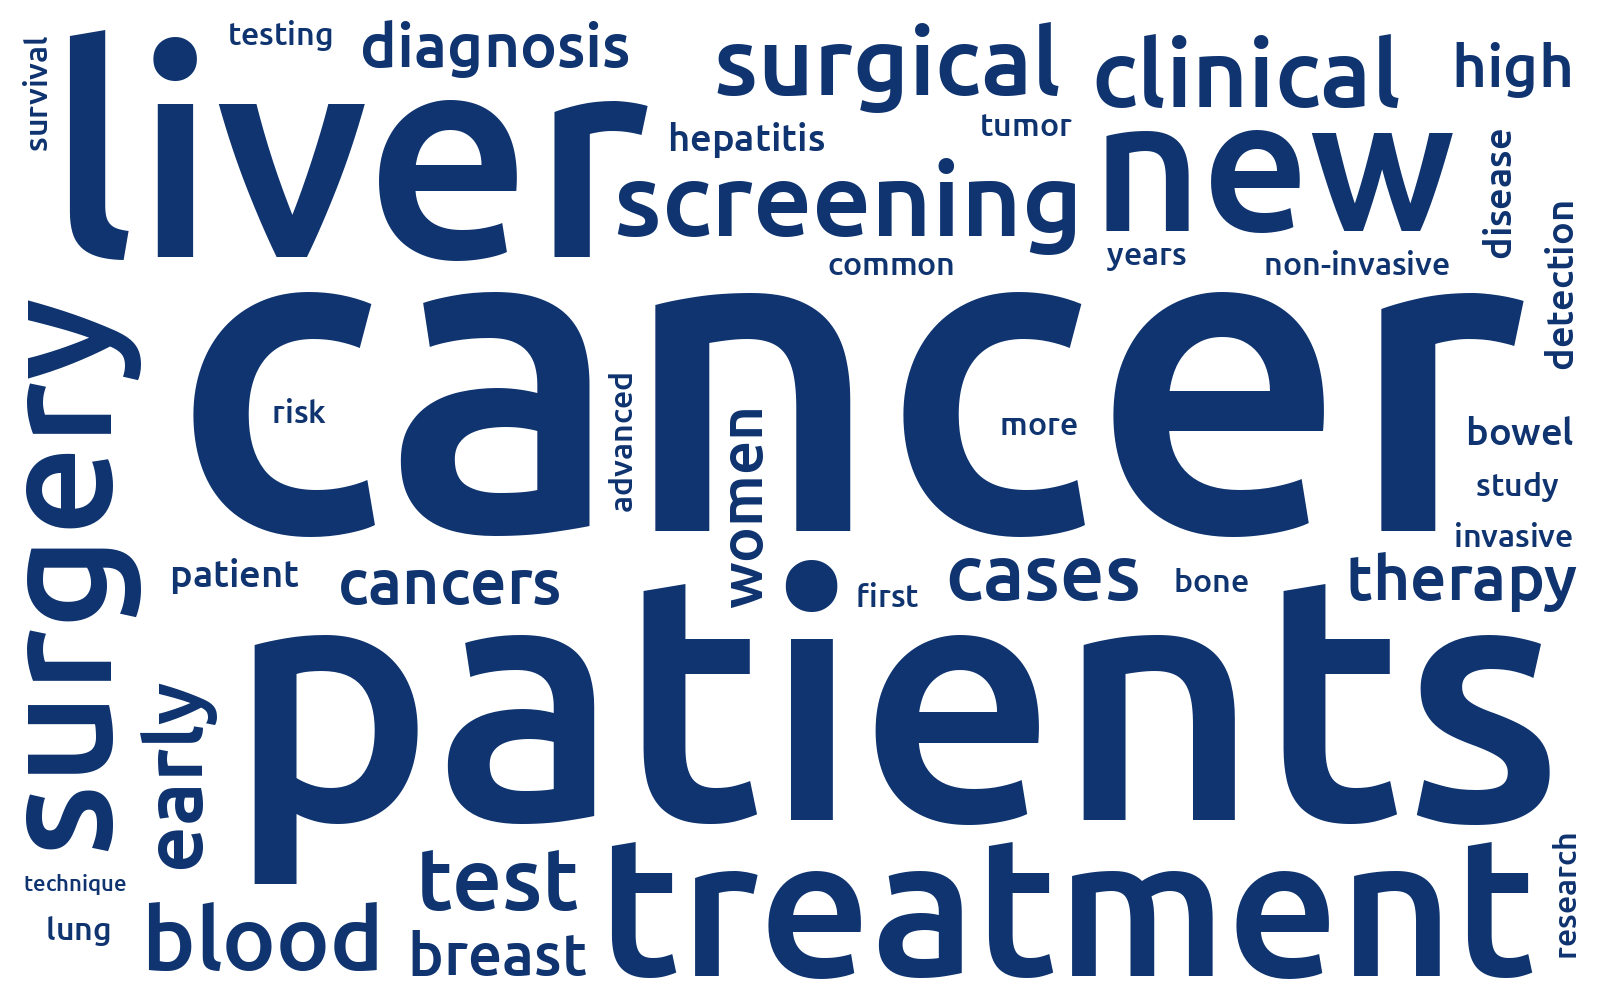 survival
liver
testing
diagnosis
surgical
clinical
high
hepatitis
tumor
new
screening
disease
common
years
non-invasive
detection
surgery
cancer
risk
advanced
women
more
bowel
study
invasive
patient
cancers
first
cases
bone
therapy
early
patients
technique
lung
blood
test
breast
treatment
research